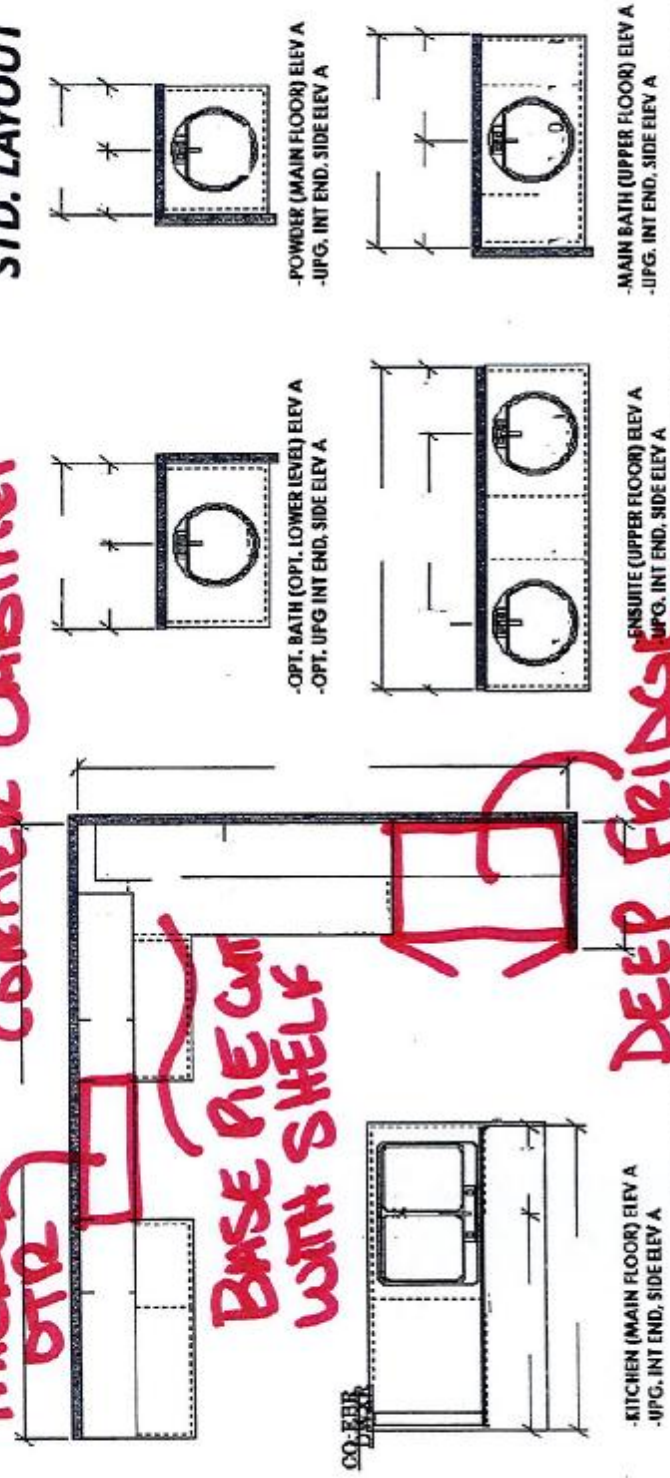 STD. LAYOUT
CORNER CABINET
OTR
BASE PIE CUT
WITH SHELF
DEEP FRIDGE
-OPT. BATH (OPT. LOWER LEVEL) ELEV A
-OPT. UPG INT END, SIDE ELEV A
-POWDER (MAIN FLOOR) ELEV A
-UPG. INT END, SIDE ELEV A
-KITCHEN (MAIN FLOOR) ELEV A
-UPG. INT END, SIDE ELEV A
ENSUITE (UPPER FLOOR) ELEV A
UPG. INT END, SIDE ELEV A
-MAIN BATH (UPPER FLOOR) ELEV A
-UPG. INT END, SIDE ELEV A